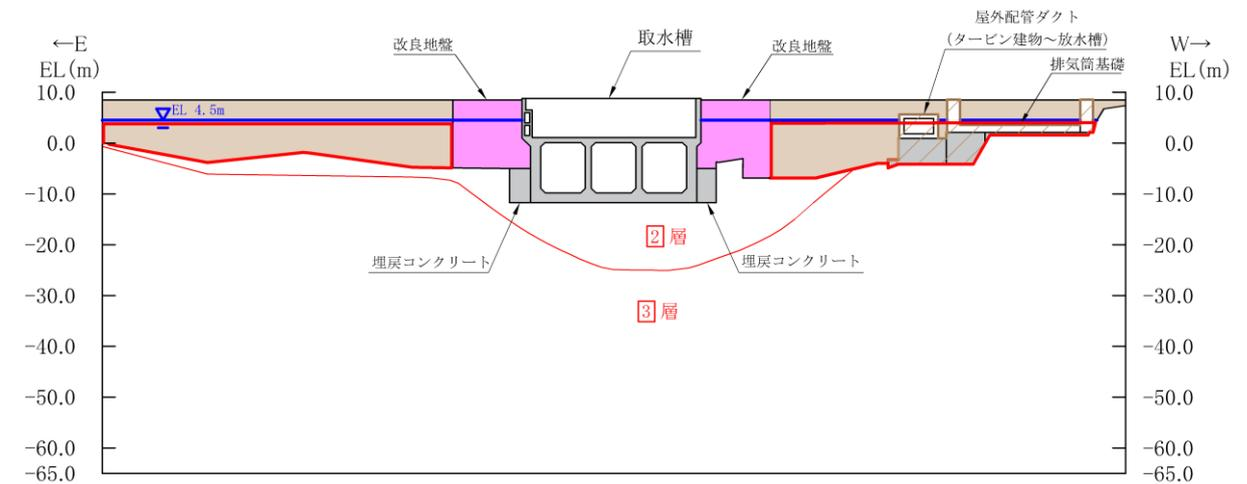 屋外配管ダクト
(タービン建物～放水槽)
←E
改良地盤
取水槽
改良地盤
W→
EL(m)
排気筒基礎
EL(m)
10.0
EL 4.5m
10.0
0.0
0.0
-10.0
-10.0
2 層
-20.0
-20.0
埋戻コンクリート
埋戻コンクリート
-30.0
3 層
-30.0
-40.0
-40.0
-50.0
-50.0
-60.0
-60.0
-65.0
-65.0